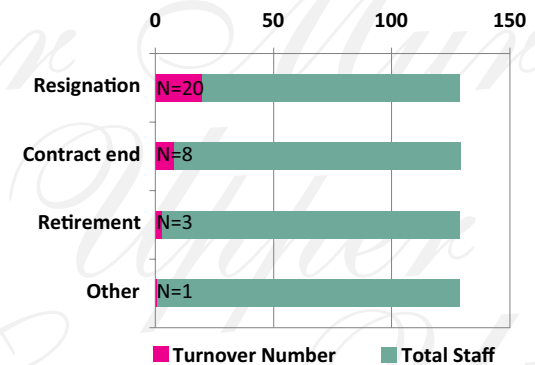 0 50 100 150
Resignation N=20
Contract end N=8
Retirement N=3
Other N=1
Turnover Number Total Staff